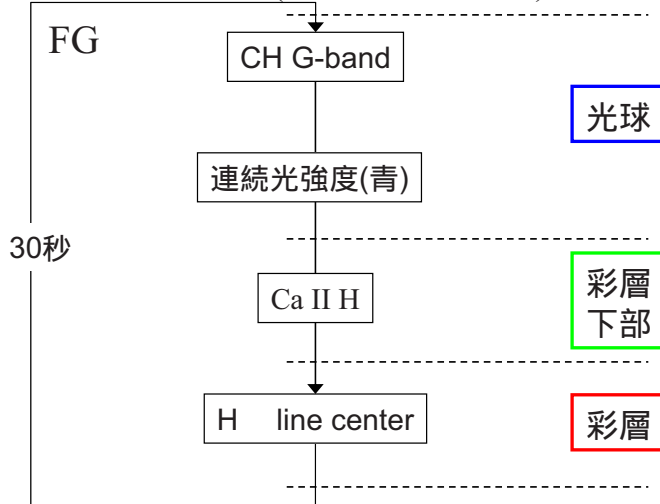 FG
CH G-band
光球
連続光強度(青)
30秒
Ca II H
彩層
下部
H line center
彩層